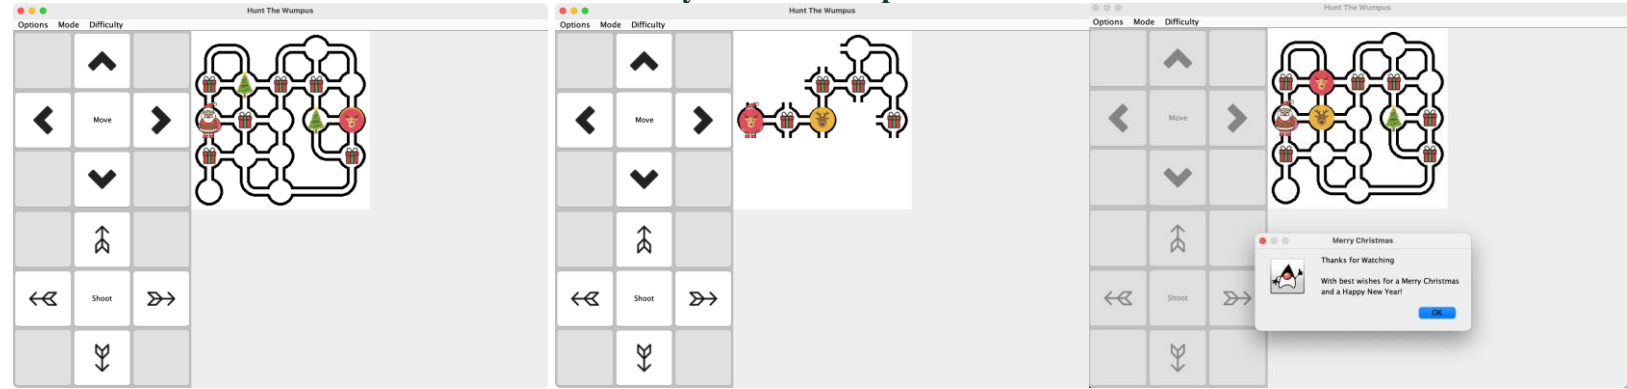 Hunt The Wumpus
Options Mode Difficulty
Move
Shoot
Hunt The Wumpus
Options Mode Difficulty
Move
Shoot
Hunt The Wumpus
Options Mode Difficulty
Move
Shoot
Merry Christmas
Thanks for Watching
With best wishes for a Merry Christmas
and a Happy New Year!
OK